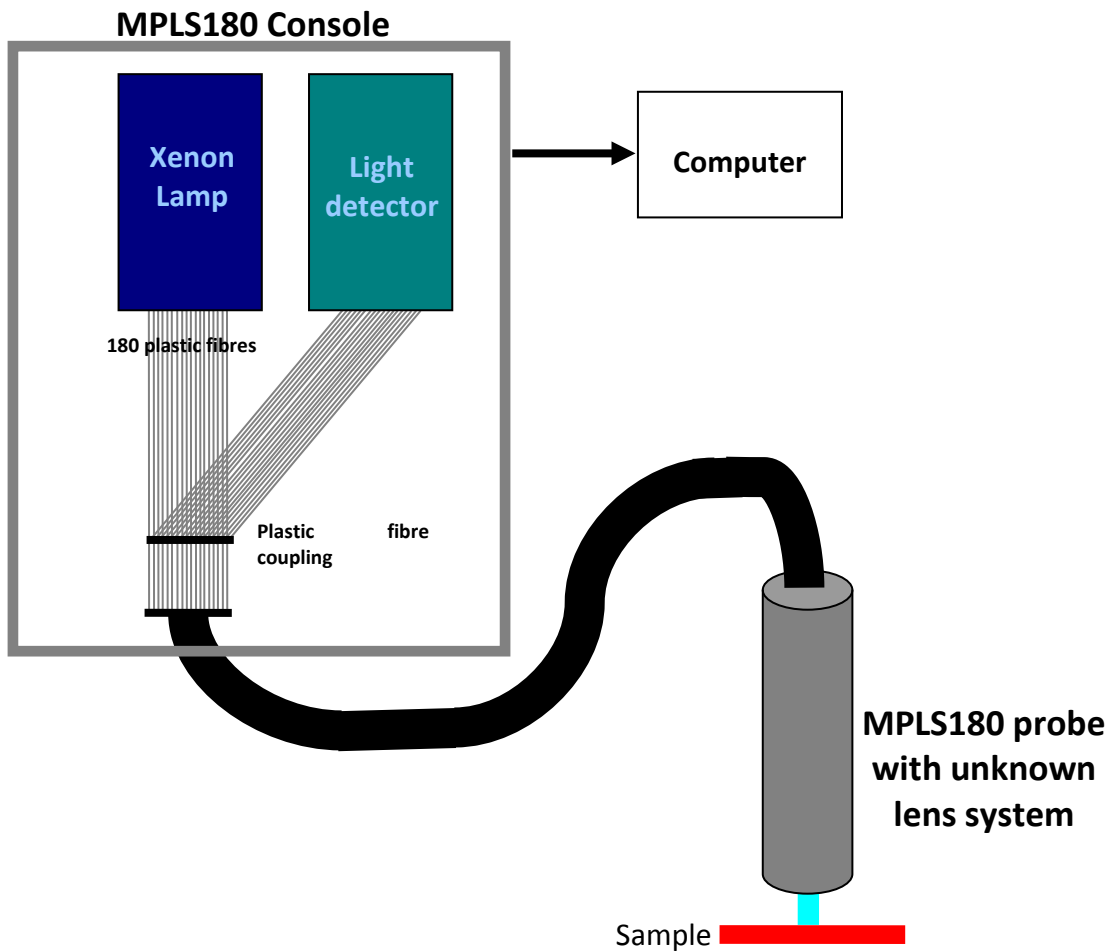 MPLS180 Console
Xenon
Lamp
Light
detector
Computer
180 plastic fibres
Plastic fibre
coupling
MPLS180 probe
with unknown
lens system
Sample